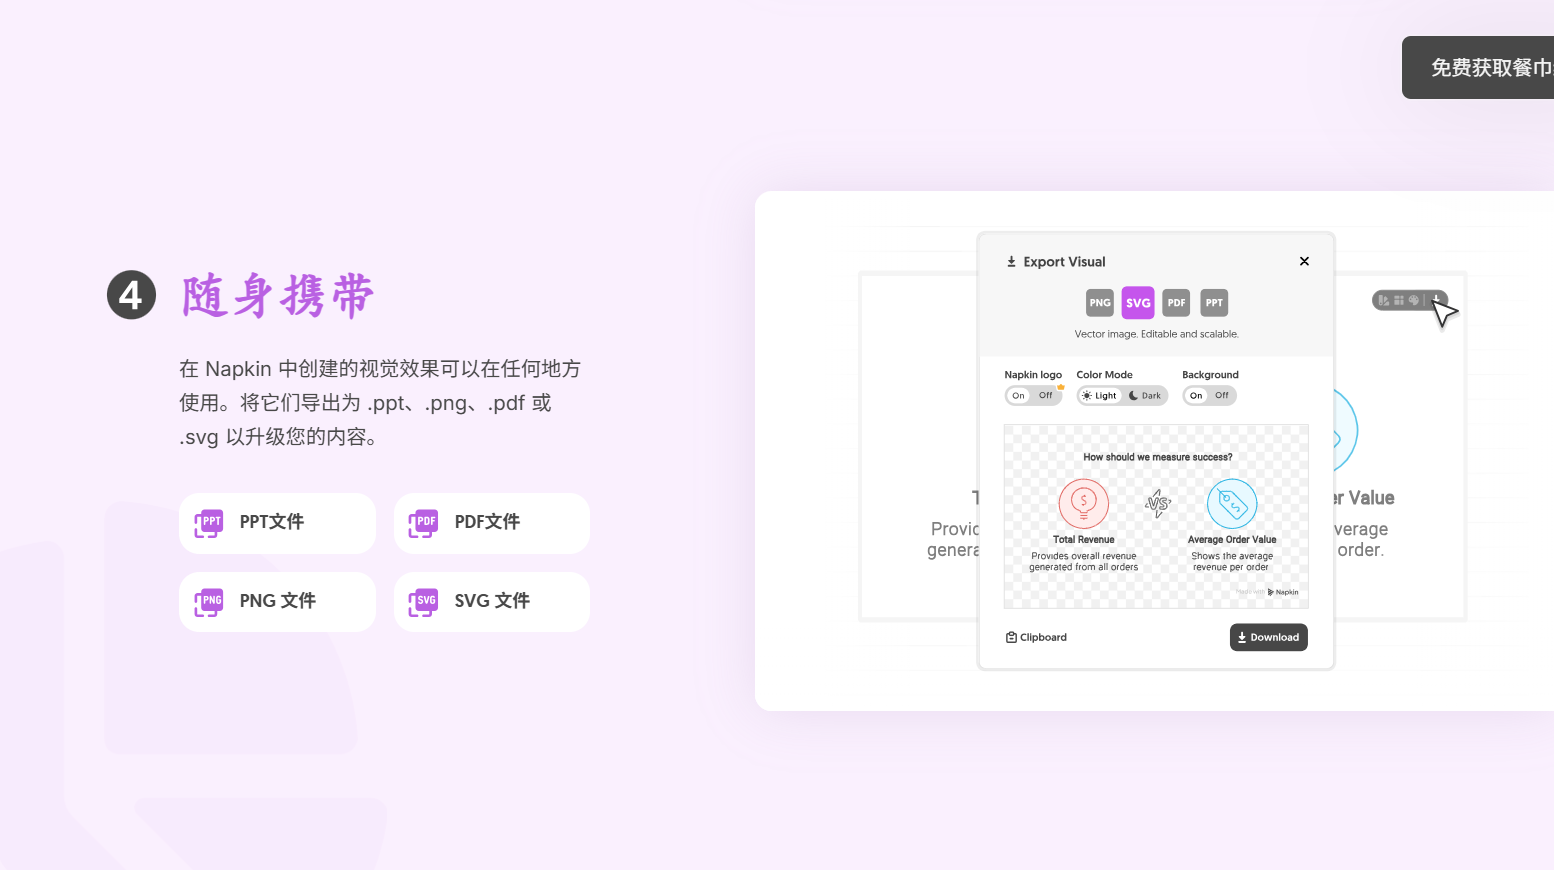 免费获取餐巾
4 随身携带
在 Napkin 中创建的视觉效果可以在任何地方
使用。将它们导出为 .ppt、.png、.pdf 或
.svg 以升级您的内容。
PPT PPT文件
PDF PDF文件
PNG PNG 文件
SVG SVG 文件
Export Visual
PNG SVG PDF PPT
Vector image. Editable and scalable.
Napkin logo Color Mode Background
On Off Light Dark On Off
How should we measure success?
VS
Total Revenue Average Order Value
Provides overall revenue Shows the average
generated from all orders revenue per order
Made with Napkin
Clipboard Download
er Value
Provid verage
genera order.